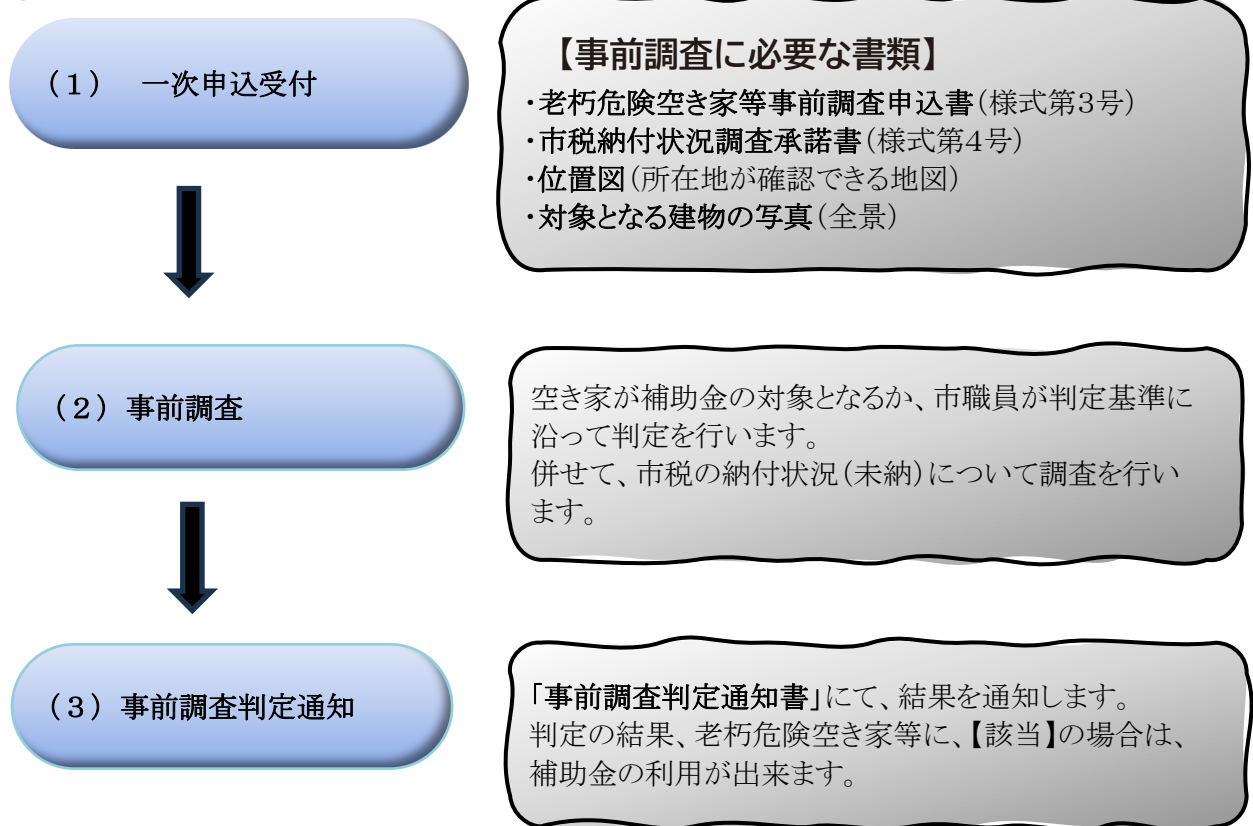 (1) 一次申込受付
【事前調査に必要な書類】
・老朽危険空き家等事前調査申込書(様式第3号)
・市税納付状況調査承諾書(様式第4号)
・位置図(所在地が確認できる地図)
・対象となる建物の写真(全景)
(2) 事前調査
空き家が補助金の対象となるか、市職員が判定基準に
沿って判定を行います。
併せて、市税の納付状況(未納)について調査を行い
ます。
(3) 事前調査判定通知
「事前調査判定通知書」にて、結果を通知します。
判定の結果、老朽危険空き家等に、【該当】の場合は、
補助金の利用が出来ます。